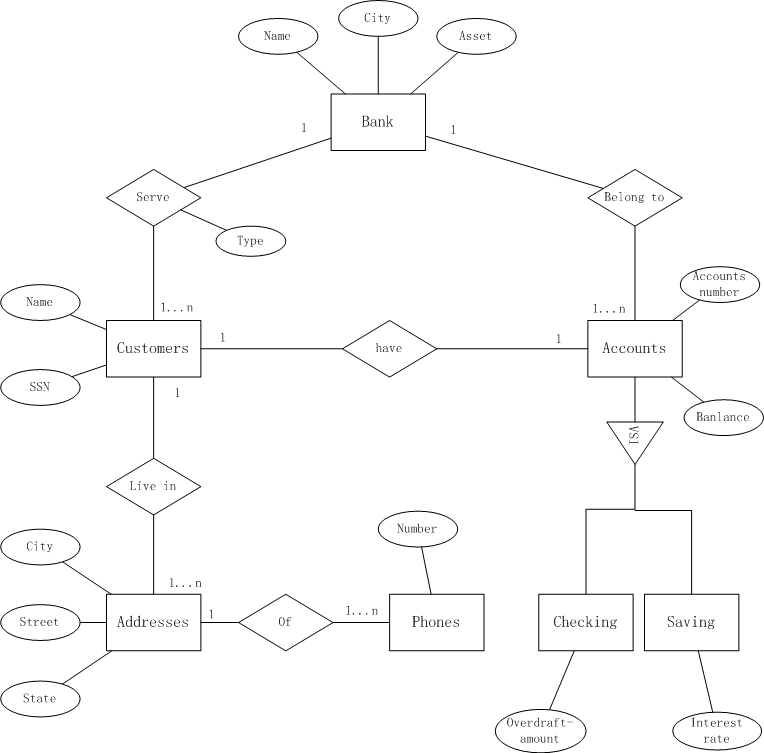 City
Name
Asset
Bank
1
1
Serve
Belong to
Type
Accounts
number
Name
1...n
1...n
1
1
Customers
have
Accounts
SSN
1
Banlance
Live in
Number
City
1...n
1
1...n
Street
Addresses
Of
Phones
Checking
Saving
State
Overdraft-
amount
Interest
rate